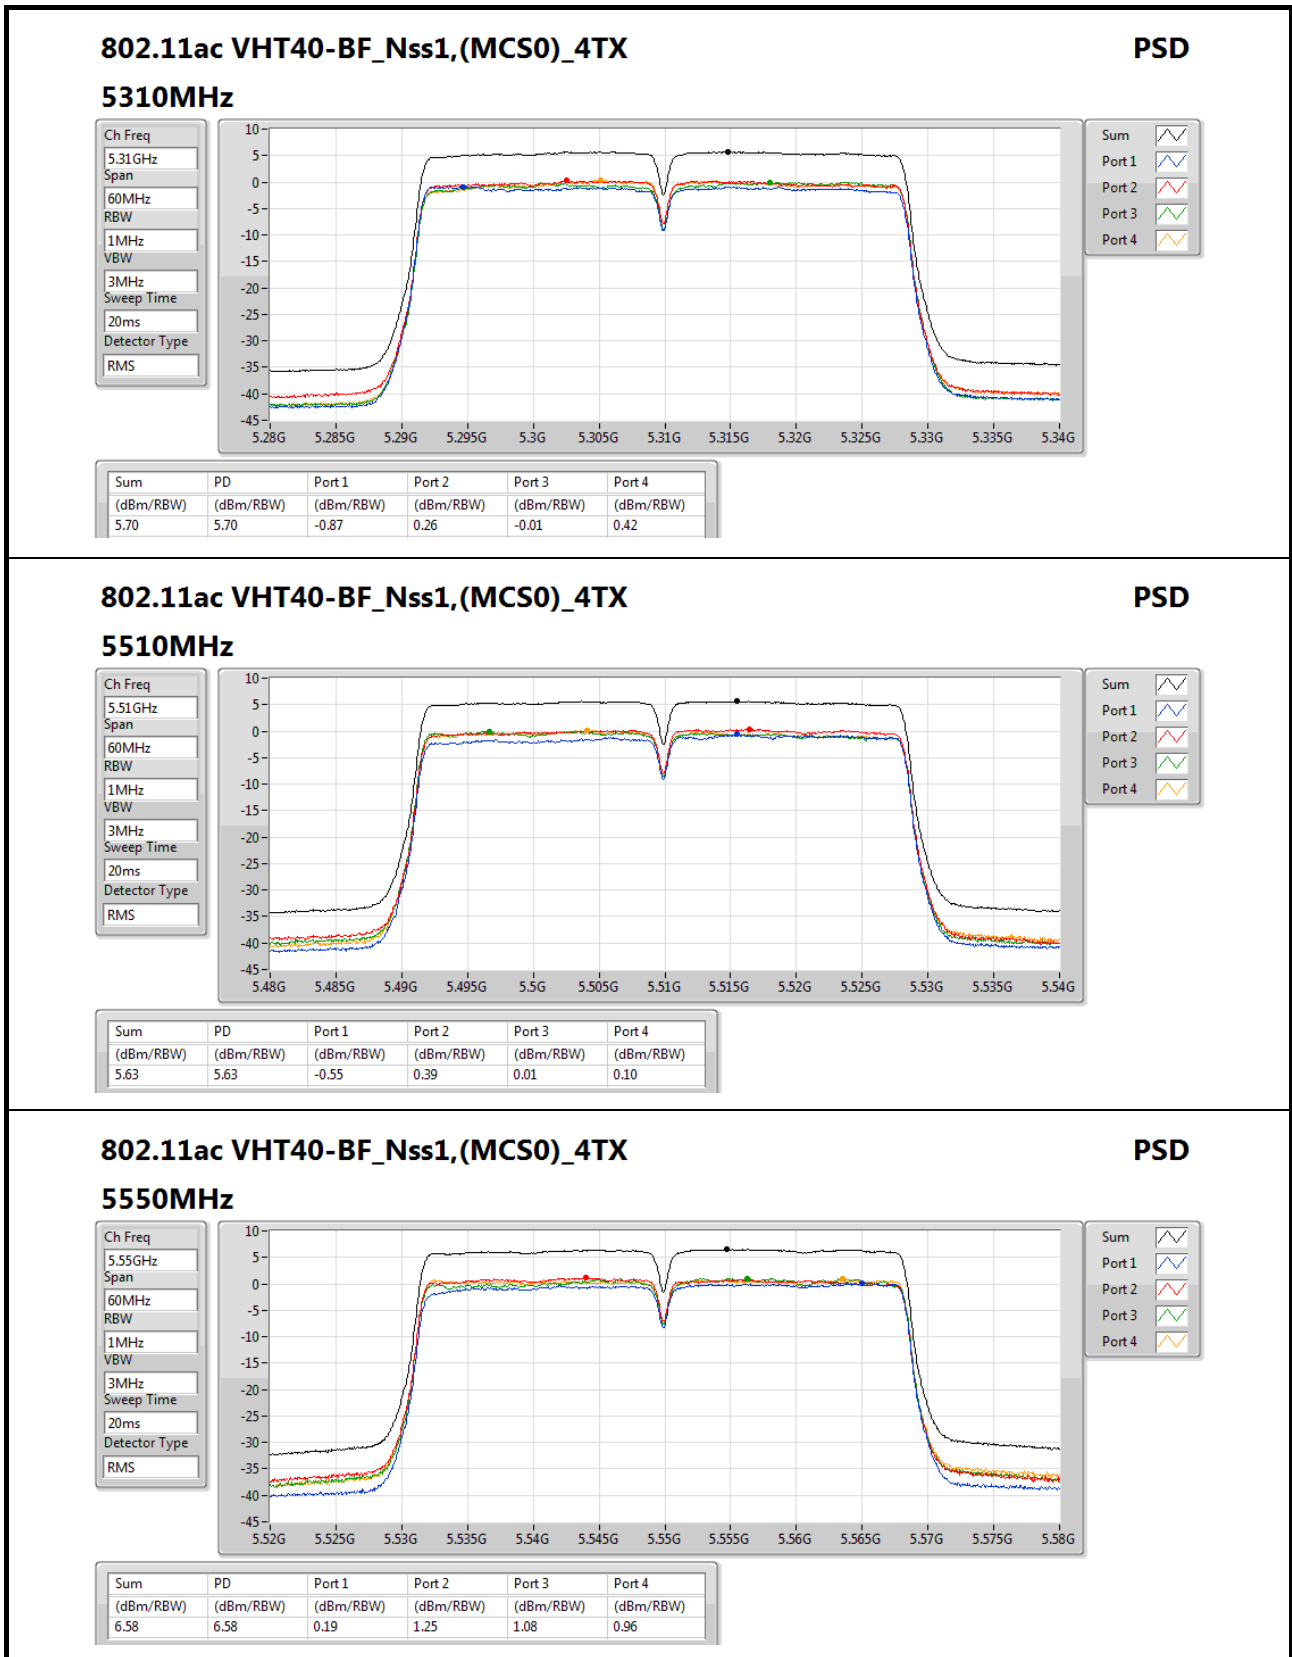 802.11ac VHT40-BF_Nss1,(MCS0)_4TX PSD
5310MHz
Ch Freq
5.31GHz
Span
60MHz
RBW
1MHz
VBW
3MHz
Sweep Time
20ms
Detector Type
RMS
10
5
0
-5
-10
-15
-20
-25
-30
-35
-40
-45
5.28G 5.285G 5.29G 5.295G 5.3G 5.305G 5.31G 5.315G 5.32G 5.325G 5.33G 5.335G 5.34G
Sum
Port 1
Port 2
Port 3
Port 4
Sum PD Port 1 Port 2 Port 3 Port 4
(dBm/RBW) (dBm/RBW) (dBm/RBW) (dBm/RBW) (dBm/RBW) (dBm/RBW)
5.70 5.70 -0.87 0.26 -0.01 0.42
802.11ac VHT40-BF_Nss1,(MCS0)_4TX PSD
5510MHz
Ch Freq
5.51GHz
Span
60MHz
RBW
1MHz
VBW
3MHz
Sweep Time
20ms
Detector Type
RMS
10
5
0
-5
-10
-15
-20
-25
-30
-35
-40
-45
5.48G 5.485G 5.49G 5.495G 5.5G 5.505G 5.51G 5.515G 5.52G 5.525G 5.53G 5.535G 5.54G
Sum
Port 1
Port 2
Port 3
Port 4
Sum PD Port 1 Port 2 Port 3 Port 4
(dBm/RBW) (dBm/RBW) (dBm/RBW) (dBm/RBW) (dBm/RBW) (dBm/RBW)
5.63 5.63 -0.55 0.39 0.01 0.10
802.11ac VHT40-BF_Nss1,(MCS0)_4TX PSD
5550MHz
Ch Freq
5.55GHz
Span
60MHz
RBW
1MHz
VBW
3MHz
Sweep Time
20ms
Detector Type
RMS
10
5
0
-5
-10
-15
-20
-25
-30
-35
-40
-45
5.52G 5.525G 5.53G 5.535G 5.54G 5.545G 5.55G 5.555G 5.56G 5.565G 5.57G 5.575G 5.58G
Sum
Port 1
Port 2
Port 3
Port 4
Sum PD Port 1 Port 2 Port 3 Port 4
(dBm/RBW) (dBm/RBW) (dBm/RBW) (dBm/RBW) (dBm/RBW) (dBm/RBW)
6.58 6.58 0.19 1.25 1.08 0.96